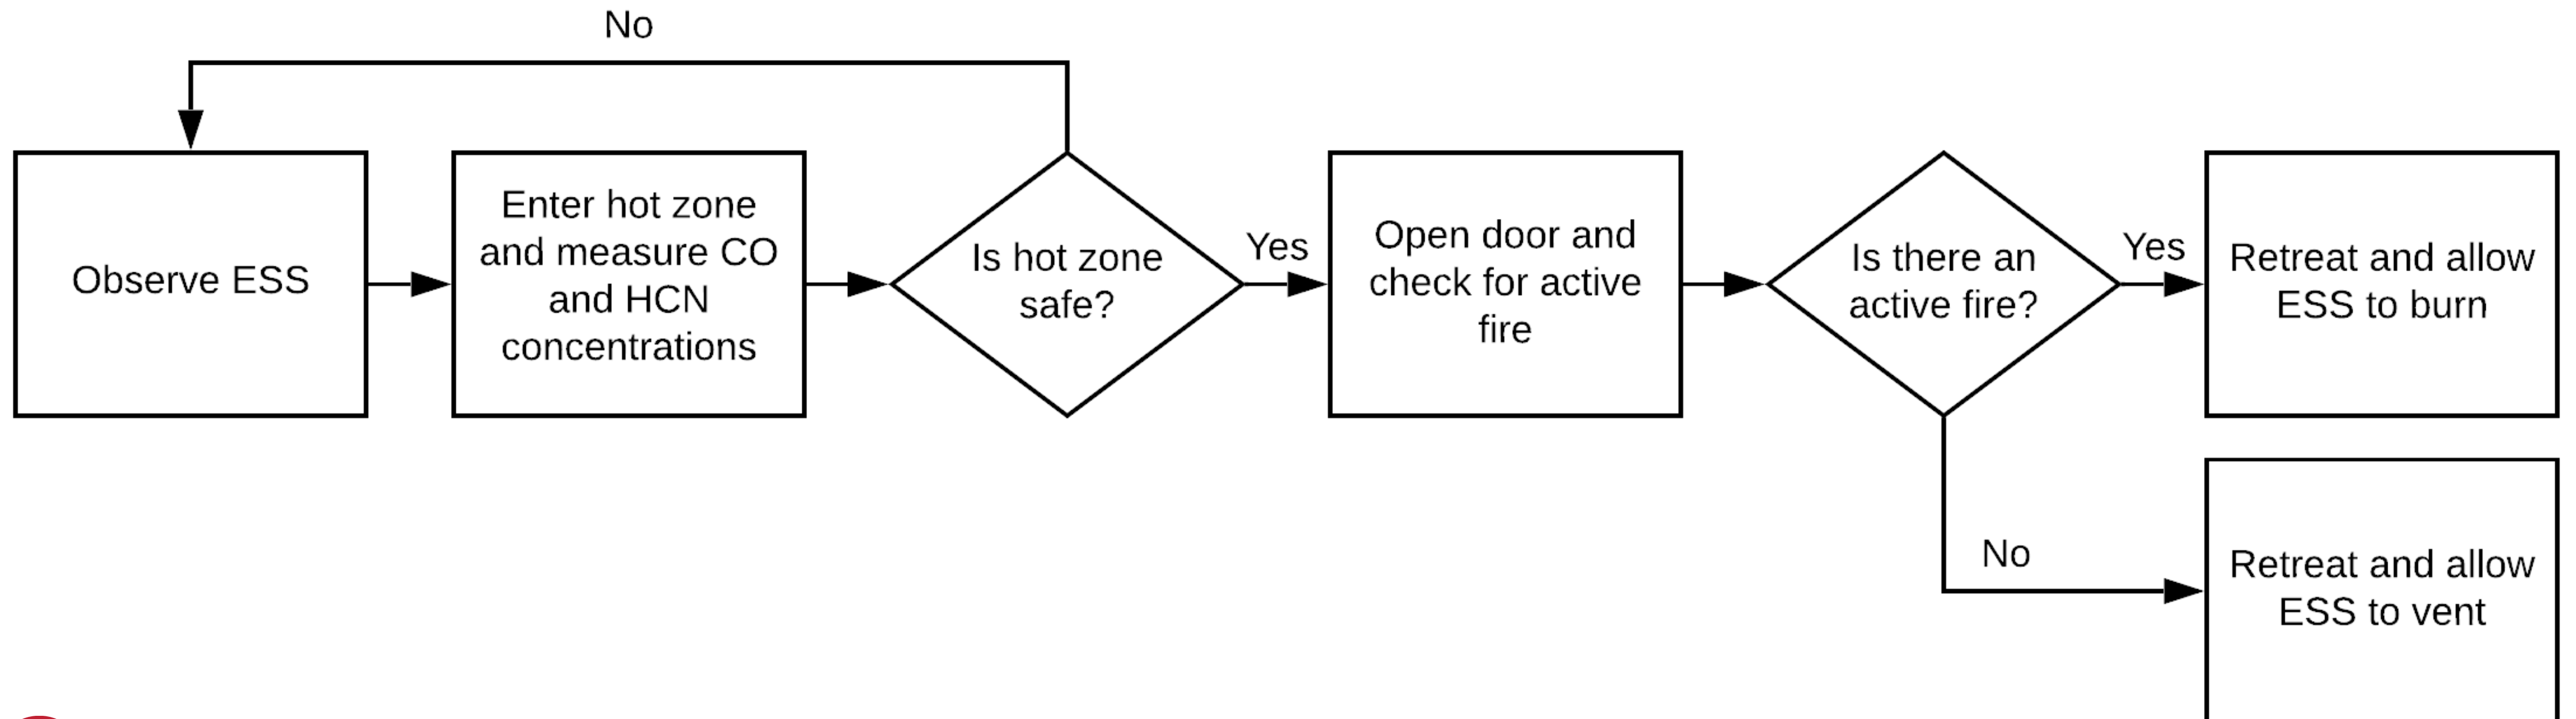 No
Observe ESS
Enter hot zone
and measure CO
and HCN
concentrations
Is hot zone
safe?
Yes
Open door and
check for active
fire
Is there an
active fire?
Yes
Retreat and allow
ESS to burn
No
Retreat and allow
ESS to vent